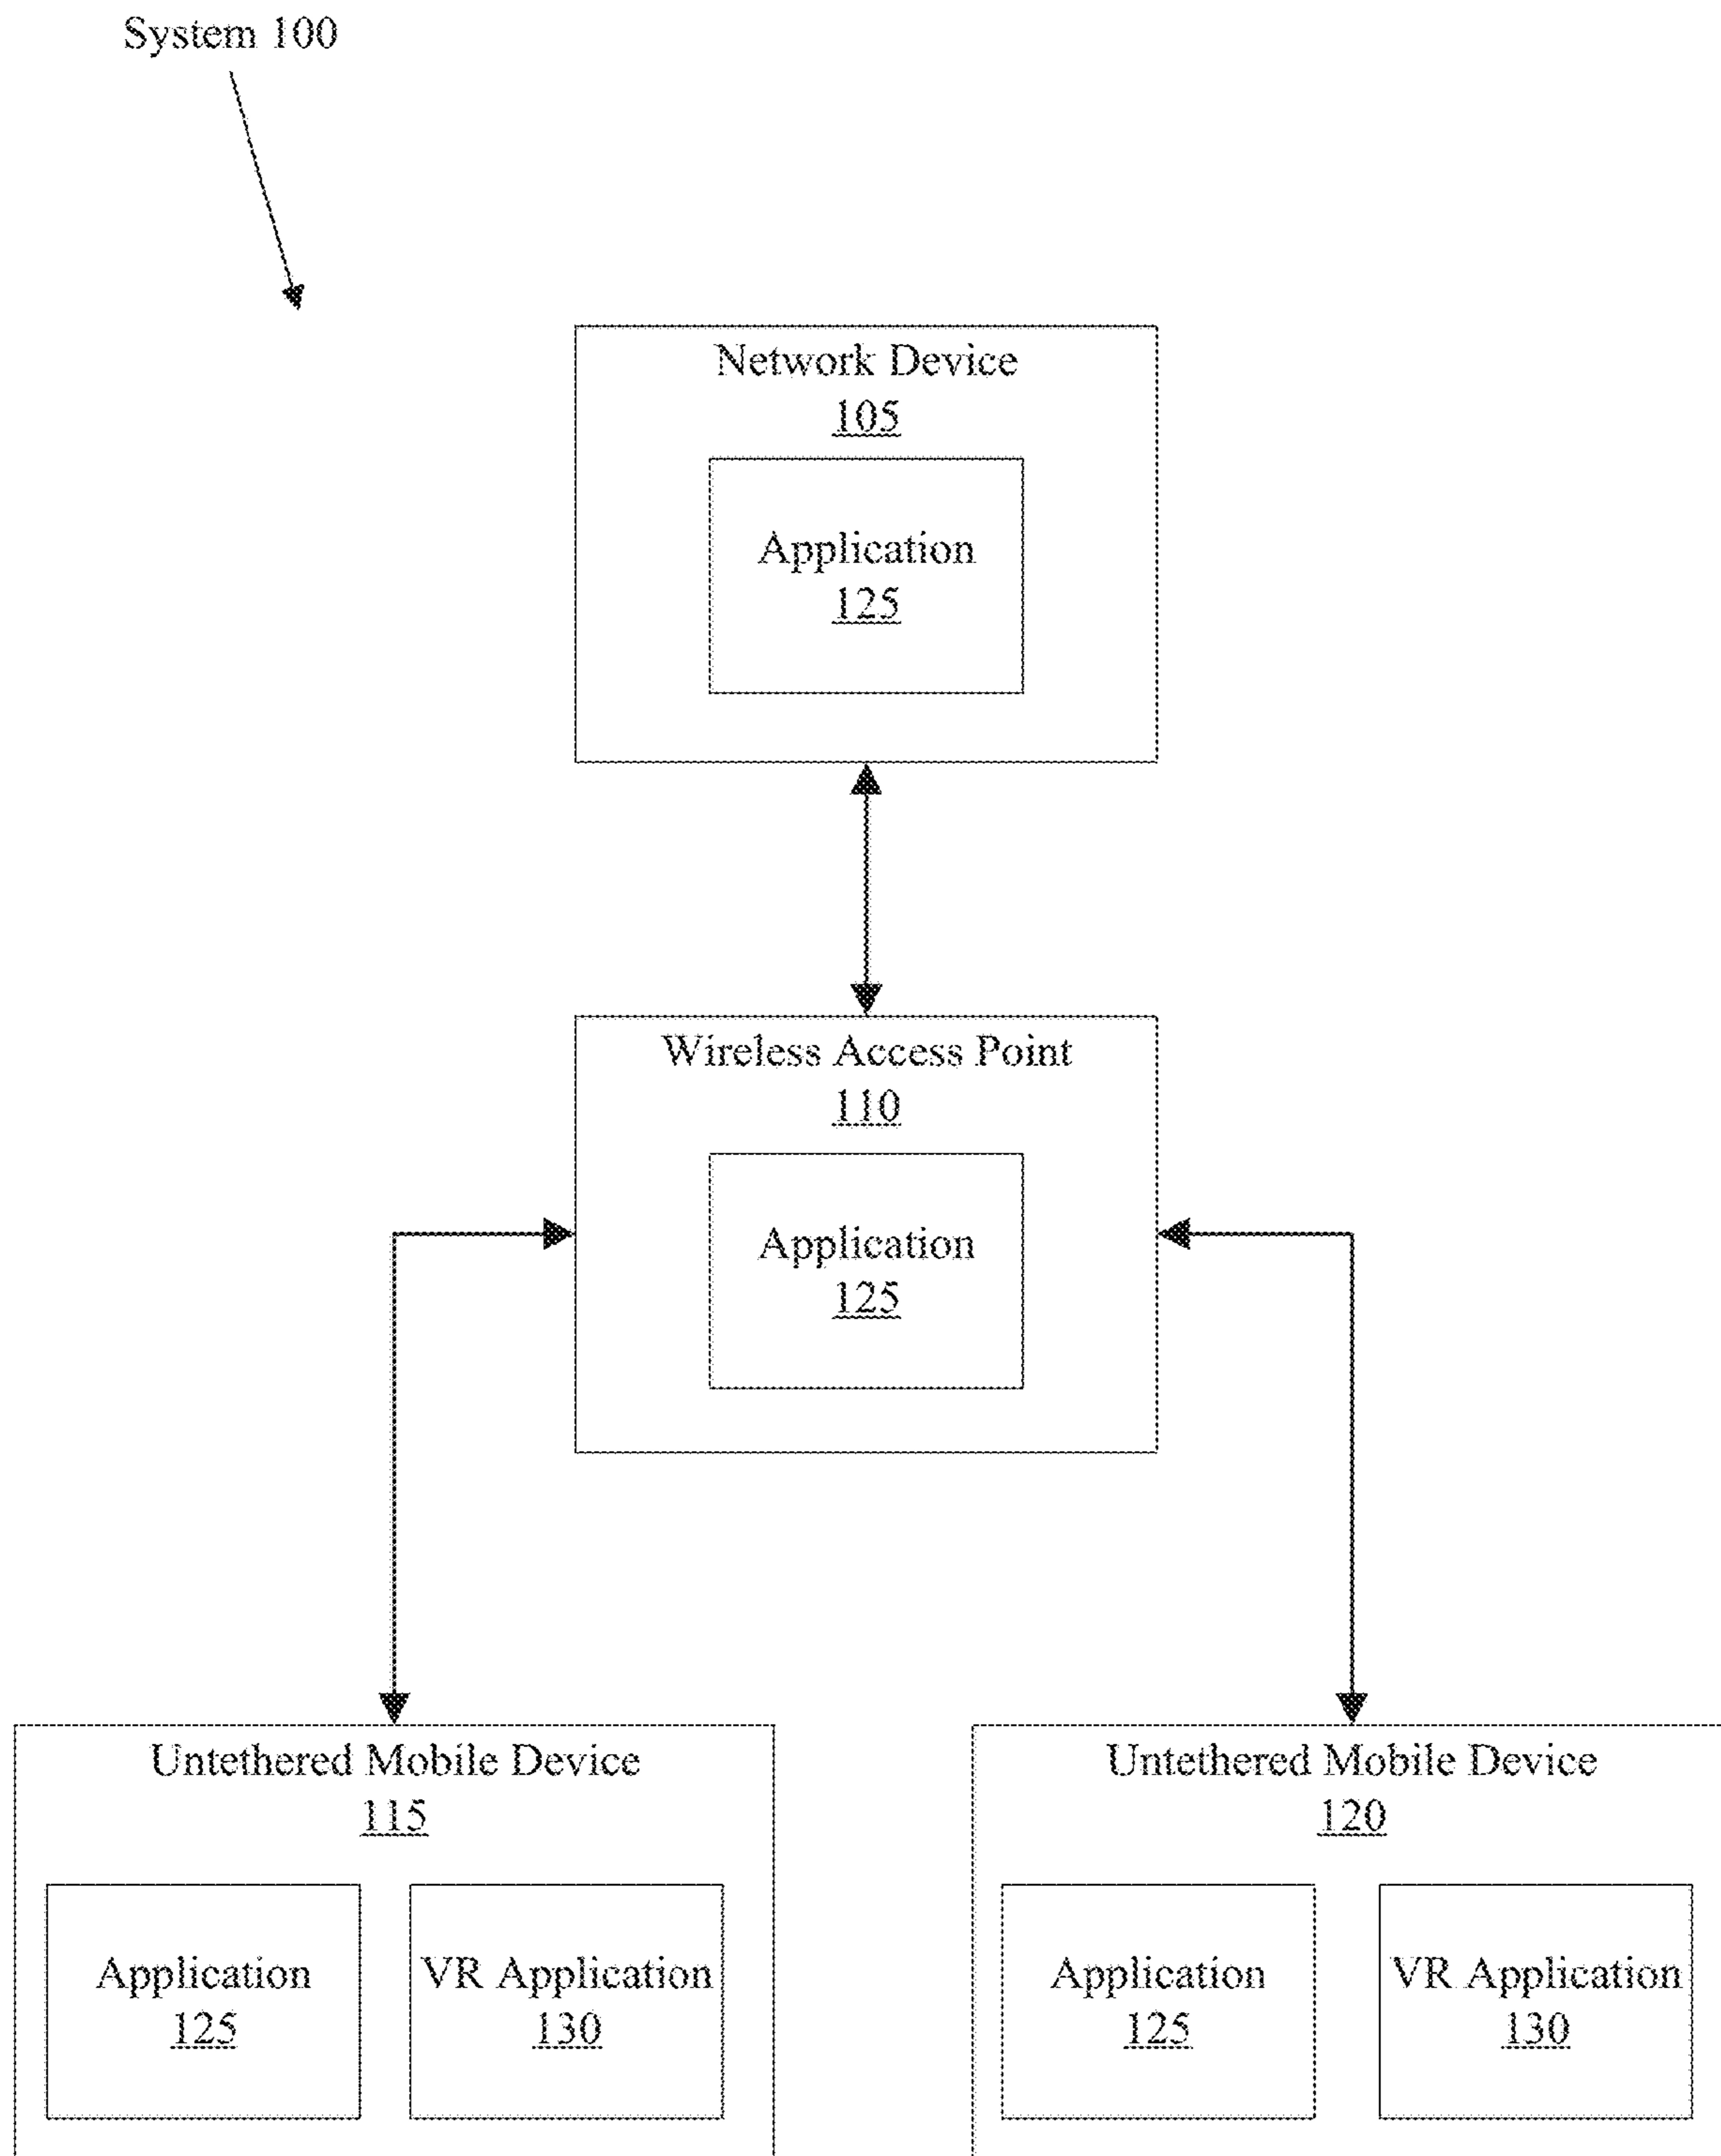 System 100
Network Device
105
Application
125
Wireless Access Point
110
Application
125
Untethered Mobile Device
115
Application
125
VR Application
130
Untethered Mobile Device
120
Application
125
VR Application
130